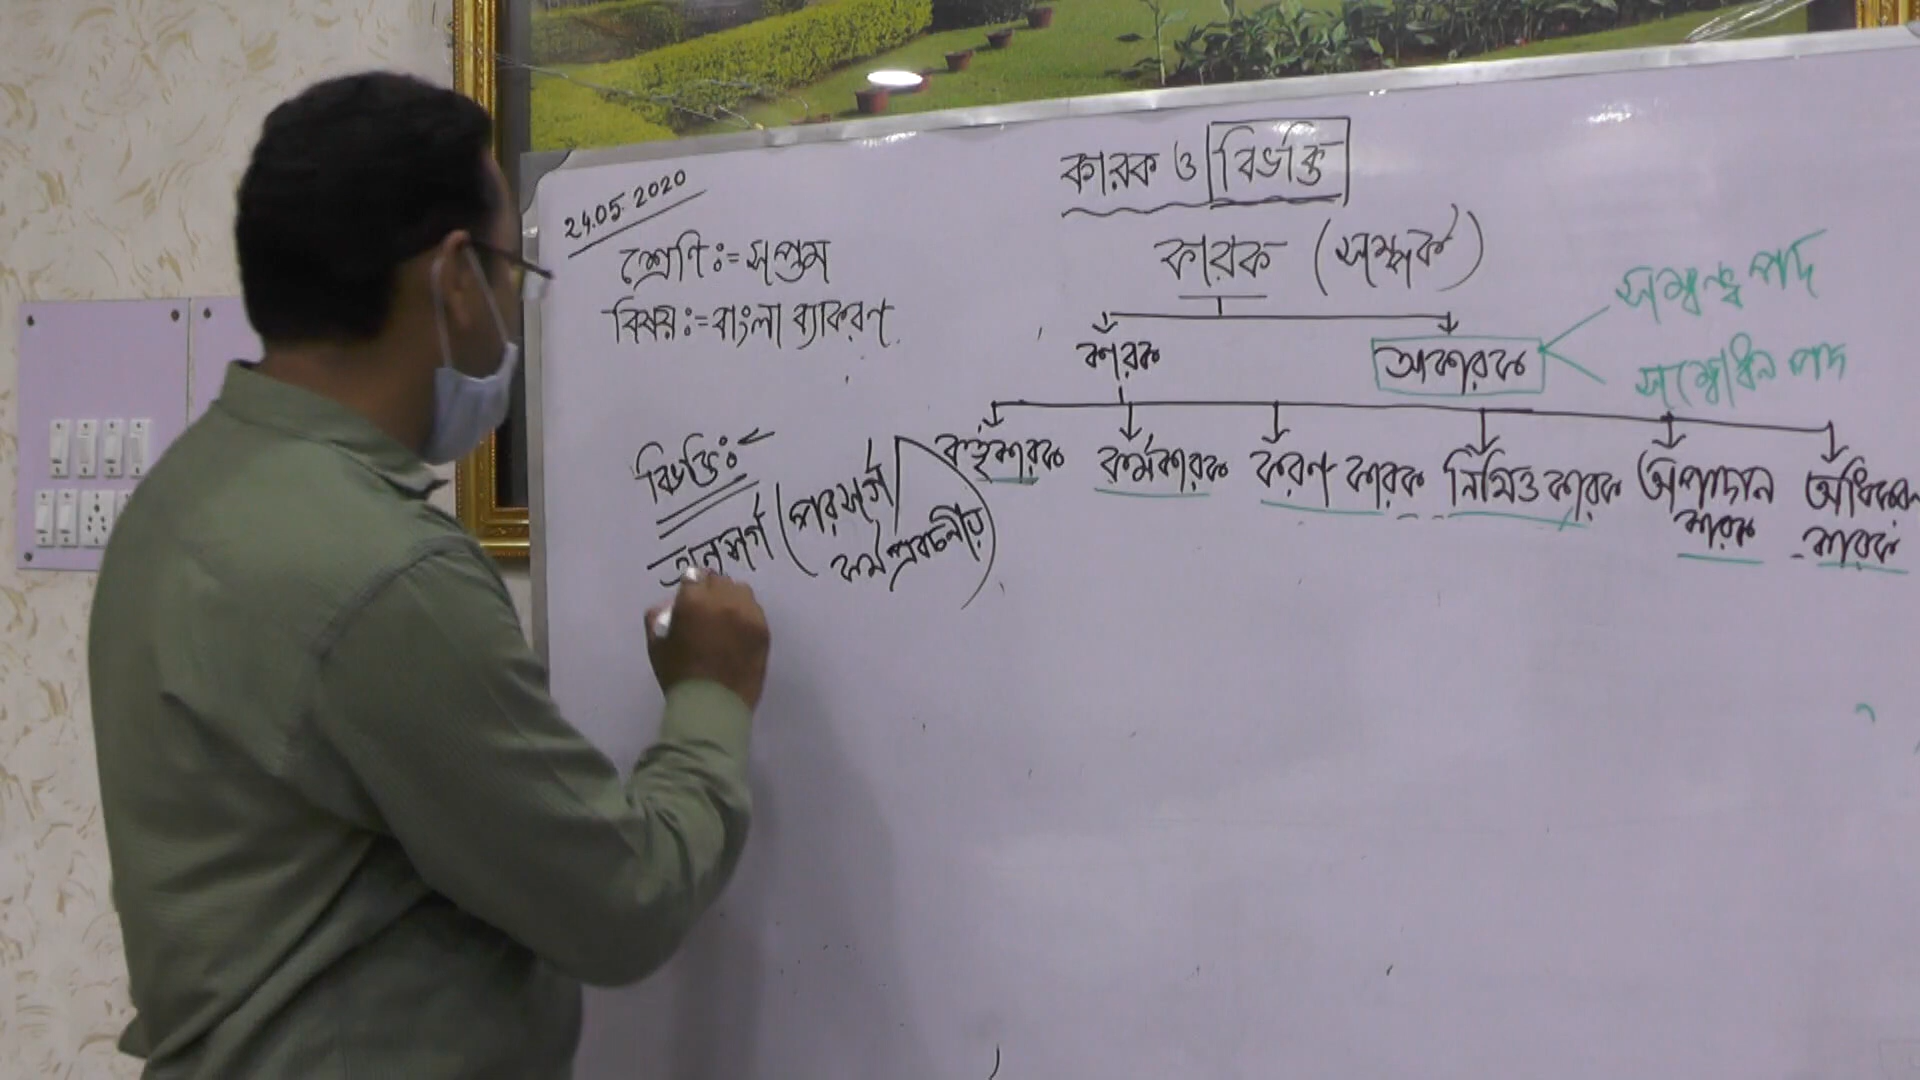 কারক ও বিভক্তি
24.05.2020
শ্রেণি ঃ= সপ্তম
বিষয় ঃ= বাংলা ব্যাকরণ
কারক (সম্পর্ক)
কারক
অকারক
সম্বন্ধ পদ
সম্বোধন পদ
কর্তৃকারক
কর্মকারক
করণ কারক
নিমিত্ত কারক
অপাদান
কারক
অধিকরণ
কারক
বিভক্তি ঃ
অনুসর্গ (পরসর্গ/
কর্মপ্রবচনীয়)